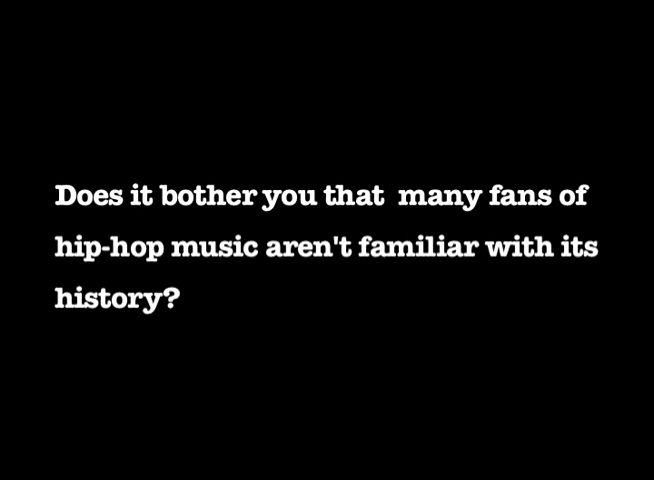 Does it bother you that  many fans of
hip-hop music aren't familiar with its
history?